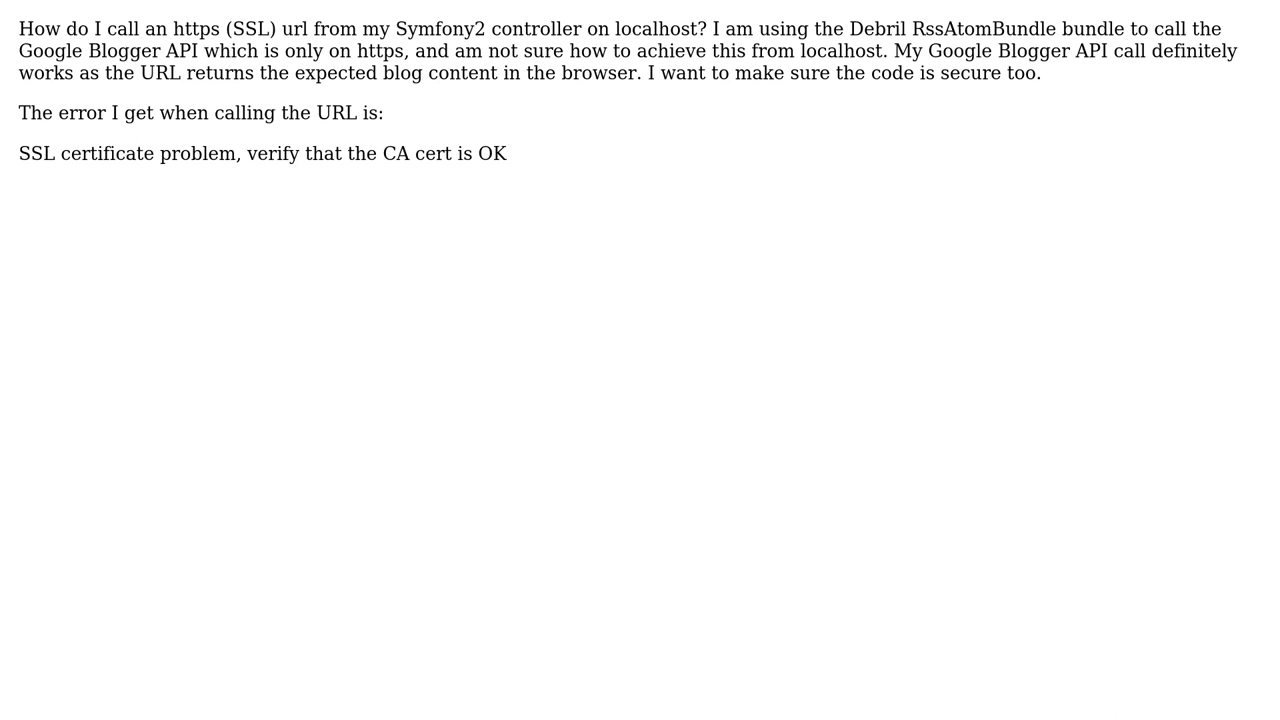 How do I call an https (SSL) url from my Symfony2 controller on localhost? I am using the Debril RssAtomBundle bundle to call the
Google Blogger API which is only on https, and am not sure how to achieve this from localhost. My Google Blogger API call definitely
works as the URL returns the expected blog content in the browser. I want to make sure the code is secure too.
The error I get when calling the URL is:
SSL certificate problem, verify that the CA cert is OK